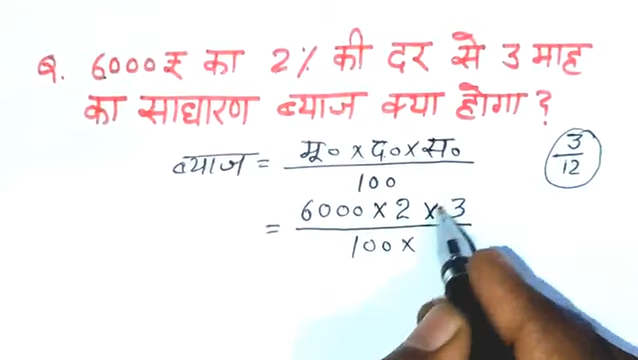 Q. 6000₹ का 2% की दर से 3 माह
का साधारण ब्याज क्या होगा?
ब्याज = मू० × द० × स० / 100
3/12
= 6000 × 2 × 3 / 100 ×